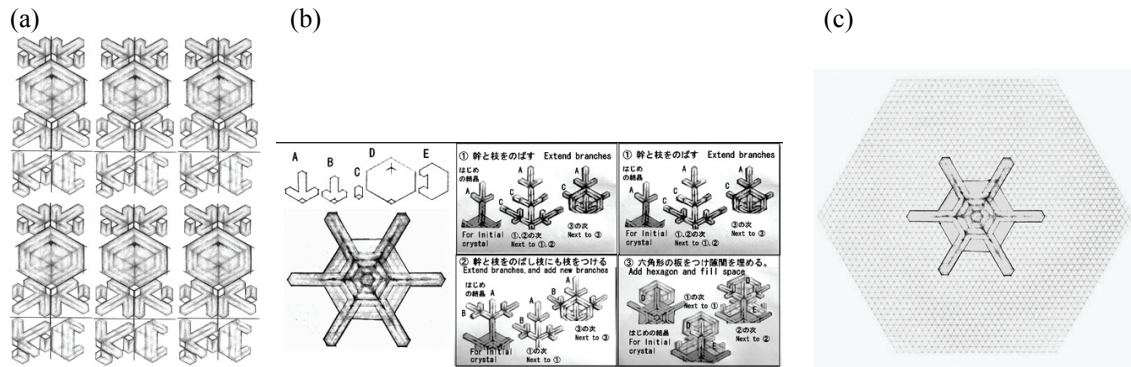 (a)
(b)
(c)
A
B
C
D
E
① 幹と枝をのばす Extend branches
はじめ
の結晶
A
A
C
C
A
C
For Initial
crystal
①、②の次
Next to ①、②
③の次
Next to ③
① 幹と枝をのばす Extend branches
はじめ
の結晶
A
A
C
C
A
C
For Initial
crystal
①、②の次
Next to ①、②
③の次
Next to ③
② 幹と枝をのばし枝にも枝をつける
Extend branches, and add new branches
はじめ
の結晶
A
B
A
B
A
B
For Initial
crystal
①の次
Next to ①
③の次
Next to ③
③ 六角形の板をつけ隙間を埋める。
Add hexagon and fill space
D
①の次
Next to ①
D
E
D
E
はじめの結晶
For Initial
crystal
②の次
Next to ②